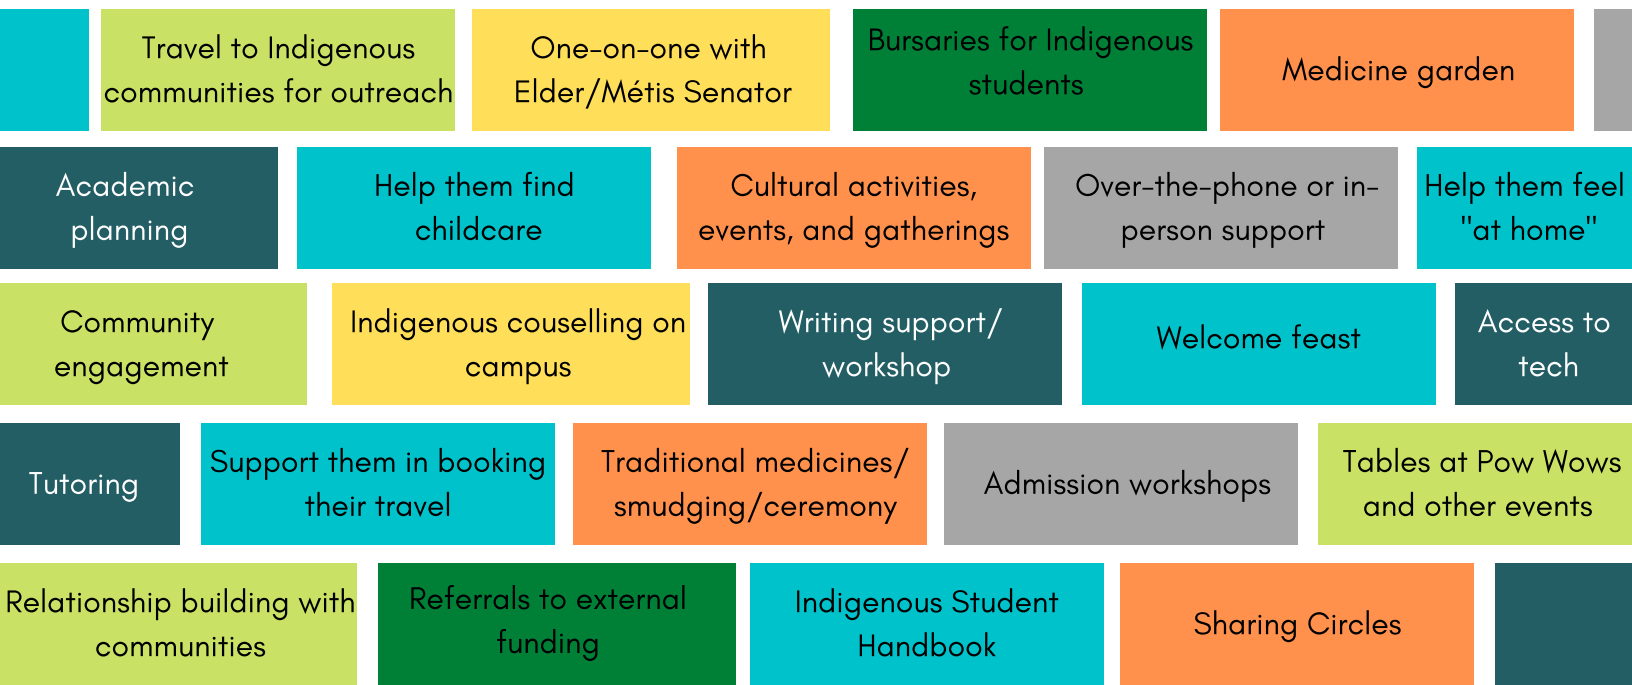 Travel to Indigenous
communities for outreach
One-on-one with
Elder/Métis Senator
Bursaries for Indigenous
students
Medicine garden
Academic
planning
Help them find
childcare
Cultural activities,
events, and gatherings
Over-the-phone or in-
person support
Help them feel
"at home"
Community
engagement
Indigenous couselling on
campus
Writing support/
workshop
Welcome feast
Access to
tech
Tutoring
Support them in booking
their travel
Traditional medicines/
smudging/ceremony
Admission workshops
Tables at Pow Wows
and other events
Relationship building with
communities
Referrals to external
funding
Indigenous Student
Handbook
Sharing Circles